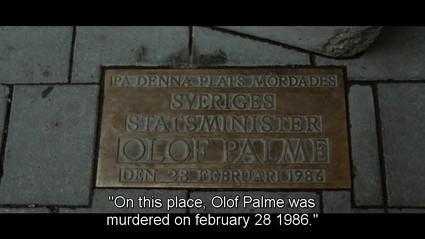 PÅ DENNA PLATS MÖRDADES
SVERIGES
STATSMINISTER
OLOF PALME
DEN 28 FEBRUARI 1986
"On this place, Olof Palme was
murdered on february 28 1986."